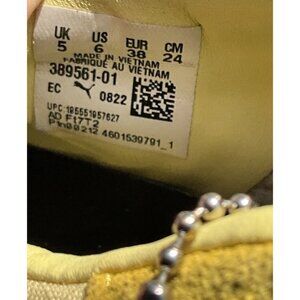 UK US EUR CM
5 6 38 24
MADE IN VIETNAM
FABRIQUE AU VIETNAM
389561-01
EC 0822
UPC:195551957627
AD F17T2
P1n00212 4601539791_1